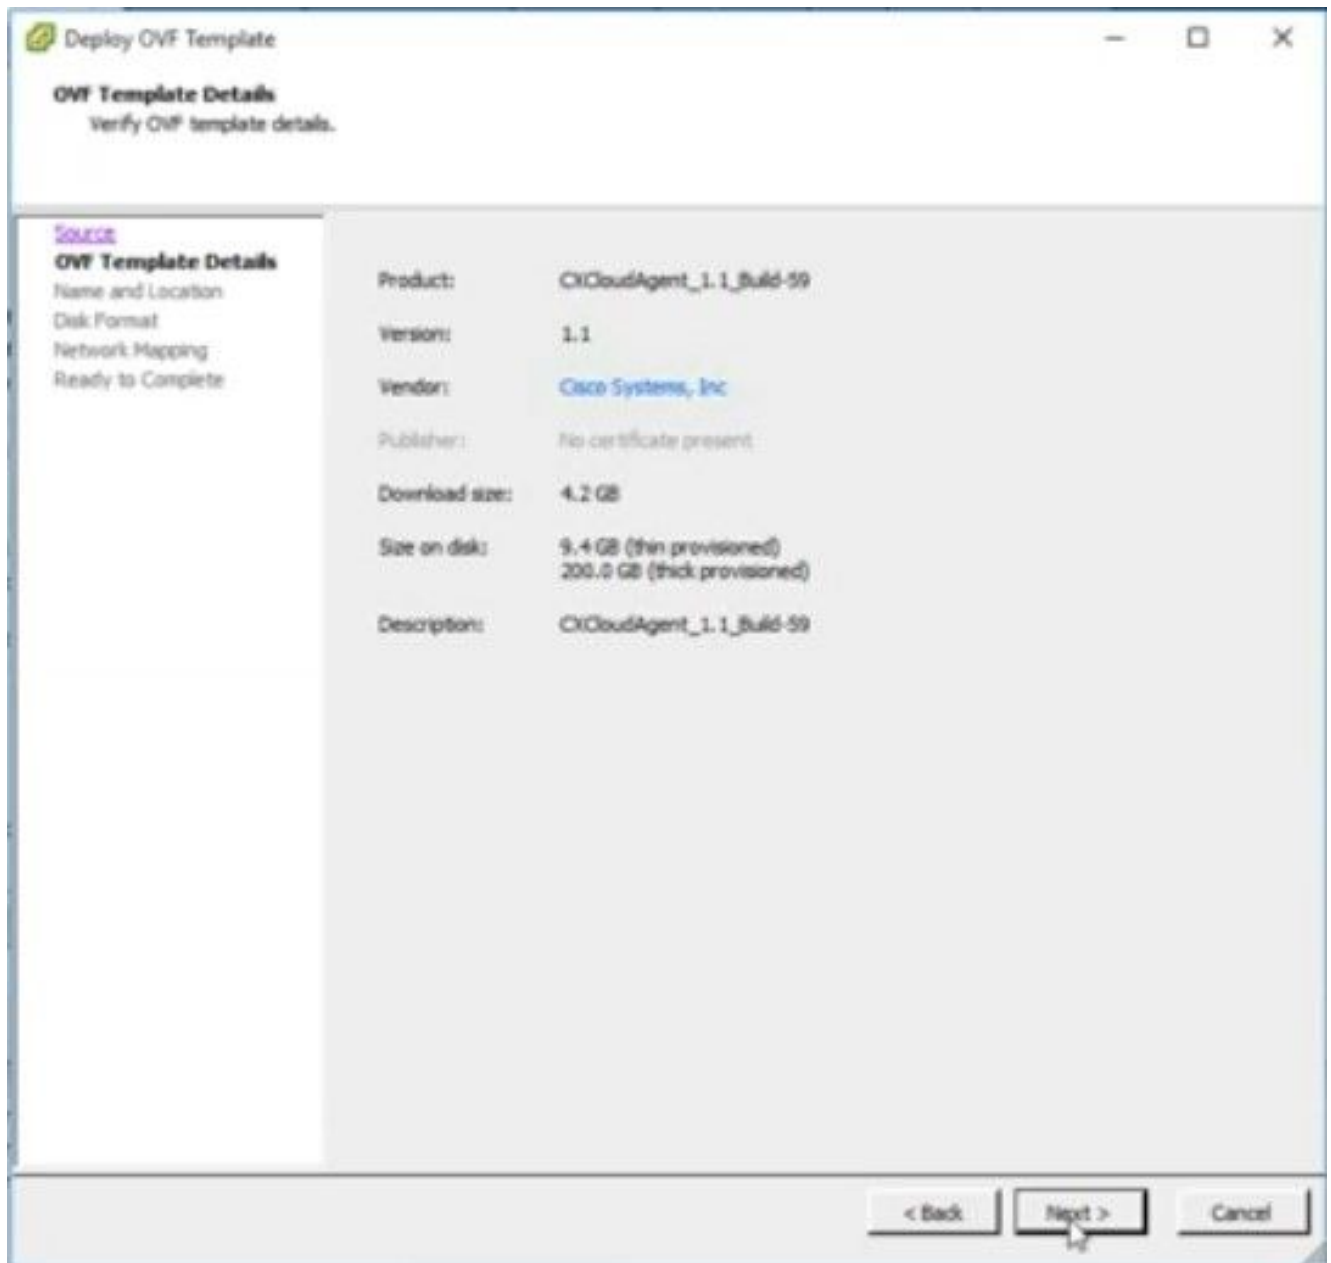 Deploy OVF Template
OVF Template Details
Verify OVF template details.
Source
OVF Template Details
Name and Location
Disk Format
Network Mapping
Ready to Complete
Product: CXCloudAgent_1.1_Build-59
Version: 1.1
Vendor: Cisco Systems, Inc
Publisher: No certificate present
Download size: 4.2 GB
Size on disk: 9.4 GB (thin provisioned)
200.0 GB (thick provisioned)
Description: CXCloudAgent_1.1_Build-59
< Back Next > Cancel